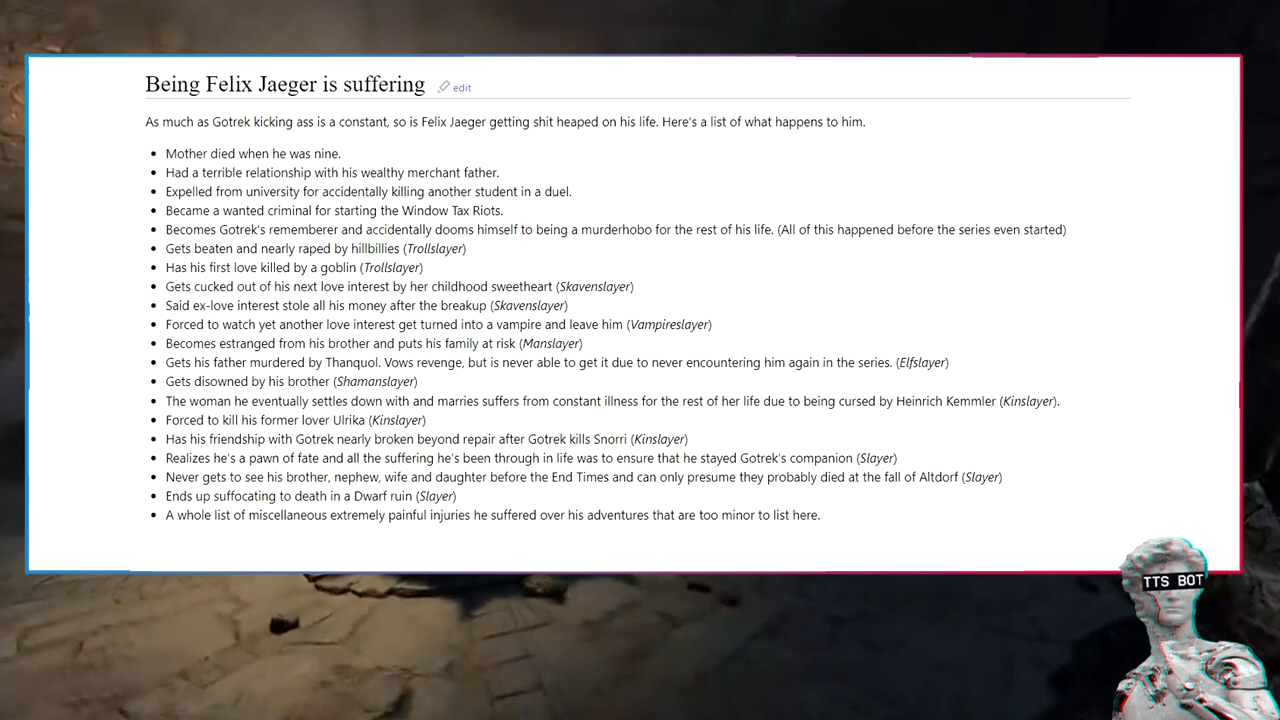 Being Felix Jaeger is suffering edit
As much as Gotrek kicking ass is a constant, so is Felix Jaeger getting shit heaped on his life. Here's a list of what happens to him.
• Mother died when he was nine.
• Had a terrible relationship with his wealthy merchant father.
• Expelled from university for accidentally killing another student in a duel.
• Became a wanted criminal for starting the Window Tax Riots.
• Becomes Gotrek's rememberer and accidentally dooms himself to being a murderhobo for the rest of his life. (All of this happened before the series even started)
• Gets beaten and nearly raped by hillbillies (Trollslayer)
• Has his first love killed by a goblin (Trollslayer)
• Gets cucked out of his next love interest by her childhood sweetheart (Skavenslayer)
• Said ex-love interest stole all his money after the breakup (Skavenslayer)
• Forced to watch yet another love interest get turned into a vampire and leave him (Vampireslayer)
• Becomes estranged from his brother and puts his family at risk (Manslayer)
• Gets his father murdered by Thanquol. Vows revenge, but is never able to get it due to never encountering him again in the series. (Elfslayer)
• Gets disowned by his brother (Shamanslayer)
• The woman he eventually settles down with and marries suffers from constant illness for the rest of her life due to being cursed by Heinrich Kemmler (Kinslayer).
• Forced to kill his former lover Ulrika (Kinslayer)
• Has his friendship with Gotrek nearly broken beyond repair after Gotrek kills Snorri (Kinslayer)
• Realizes he's a pawn of fate and all the suffering he's been through in life was to ensure that he stayed Gotrek's companion (Slayer)
• Never gets to see his brother, nephew, wife and daughter before the End Times and can only presume they probably died at the fall of Altdorf (Slayer)
• Ends up suffocating to death in a Dwarf ruin (Slayer)
• A whole list of miscellaneous extremely painful injuries he suffered over his adventures that are too minor to list here.
TTS BOT